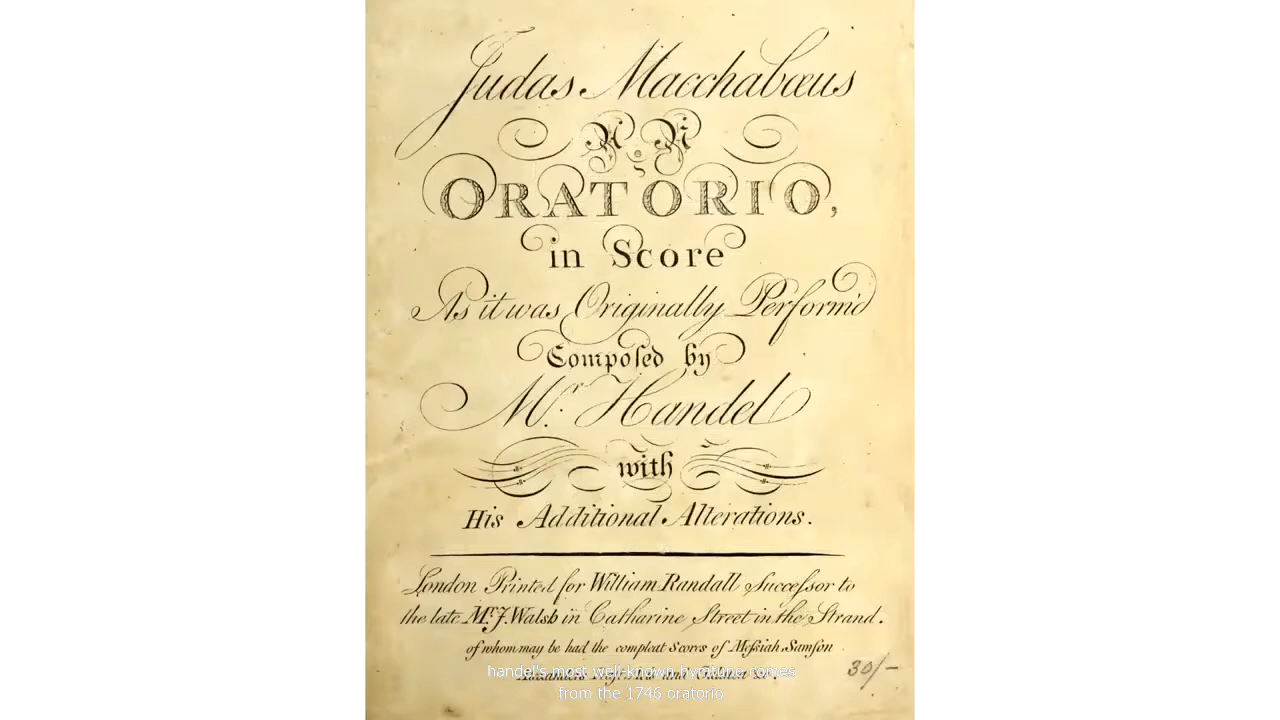 Judas Macchabæus
AN
ORATORIO,
in Score
As it was Originally Perform'd
Compoſed by
Mr. Handel
with
His Additional Alterations.
London Printed for William Randall Succeſsor to
the late Mr. J. Walsh in Catharine Street in the Strand.
of whom may be had the compleat Scores of Meſsiah Samſon
30/-
handel's most well-known hymtune comes
from the 1746 oratorio